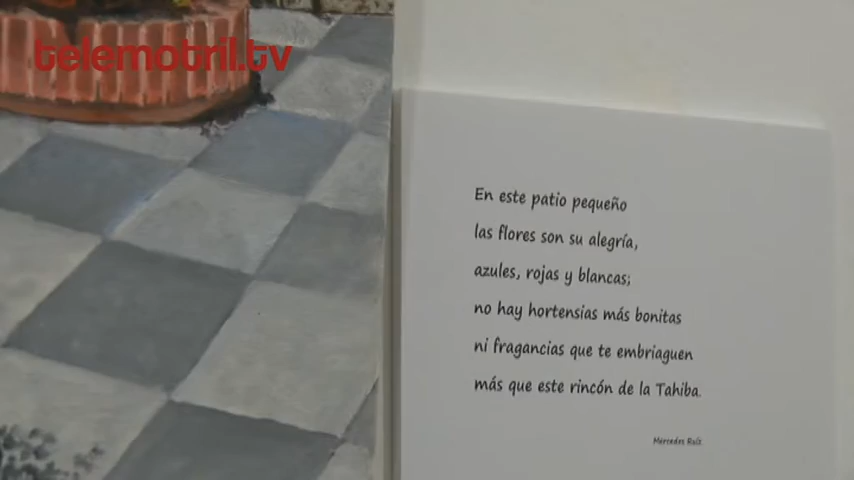 telemotril.tv
En este patio pequeño
las flores son su alegría,
azules, rojas y blancas;
no hay hortensias más bonitas
ni fragancias que te embriaguen
más que este rincón de la Tahiba.
Mercedes Ruíz